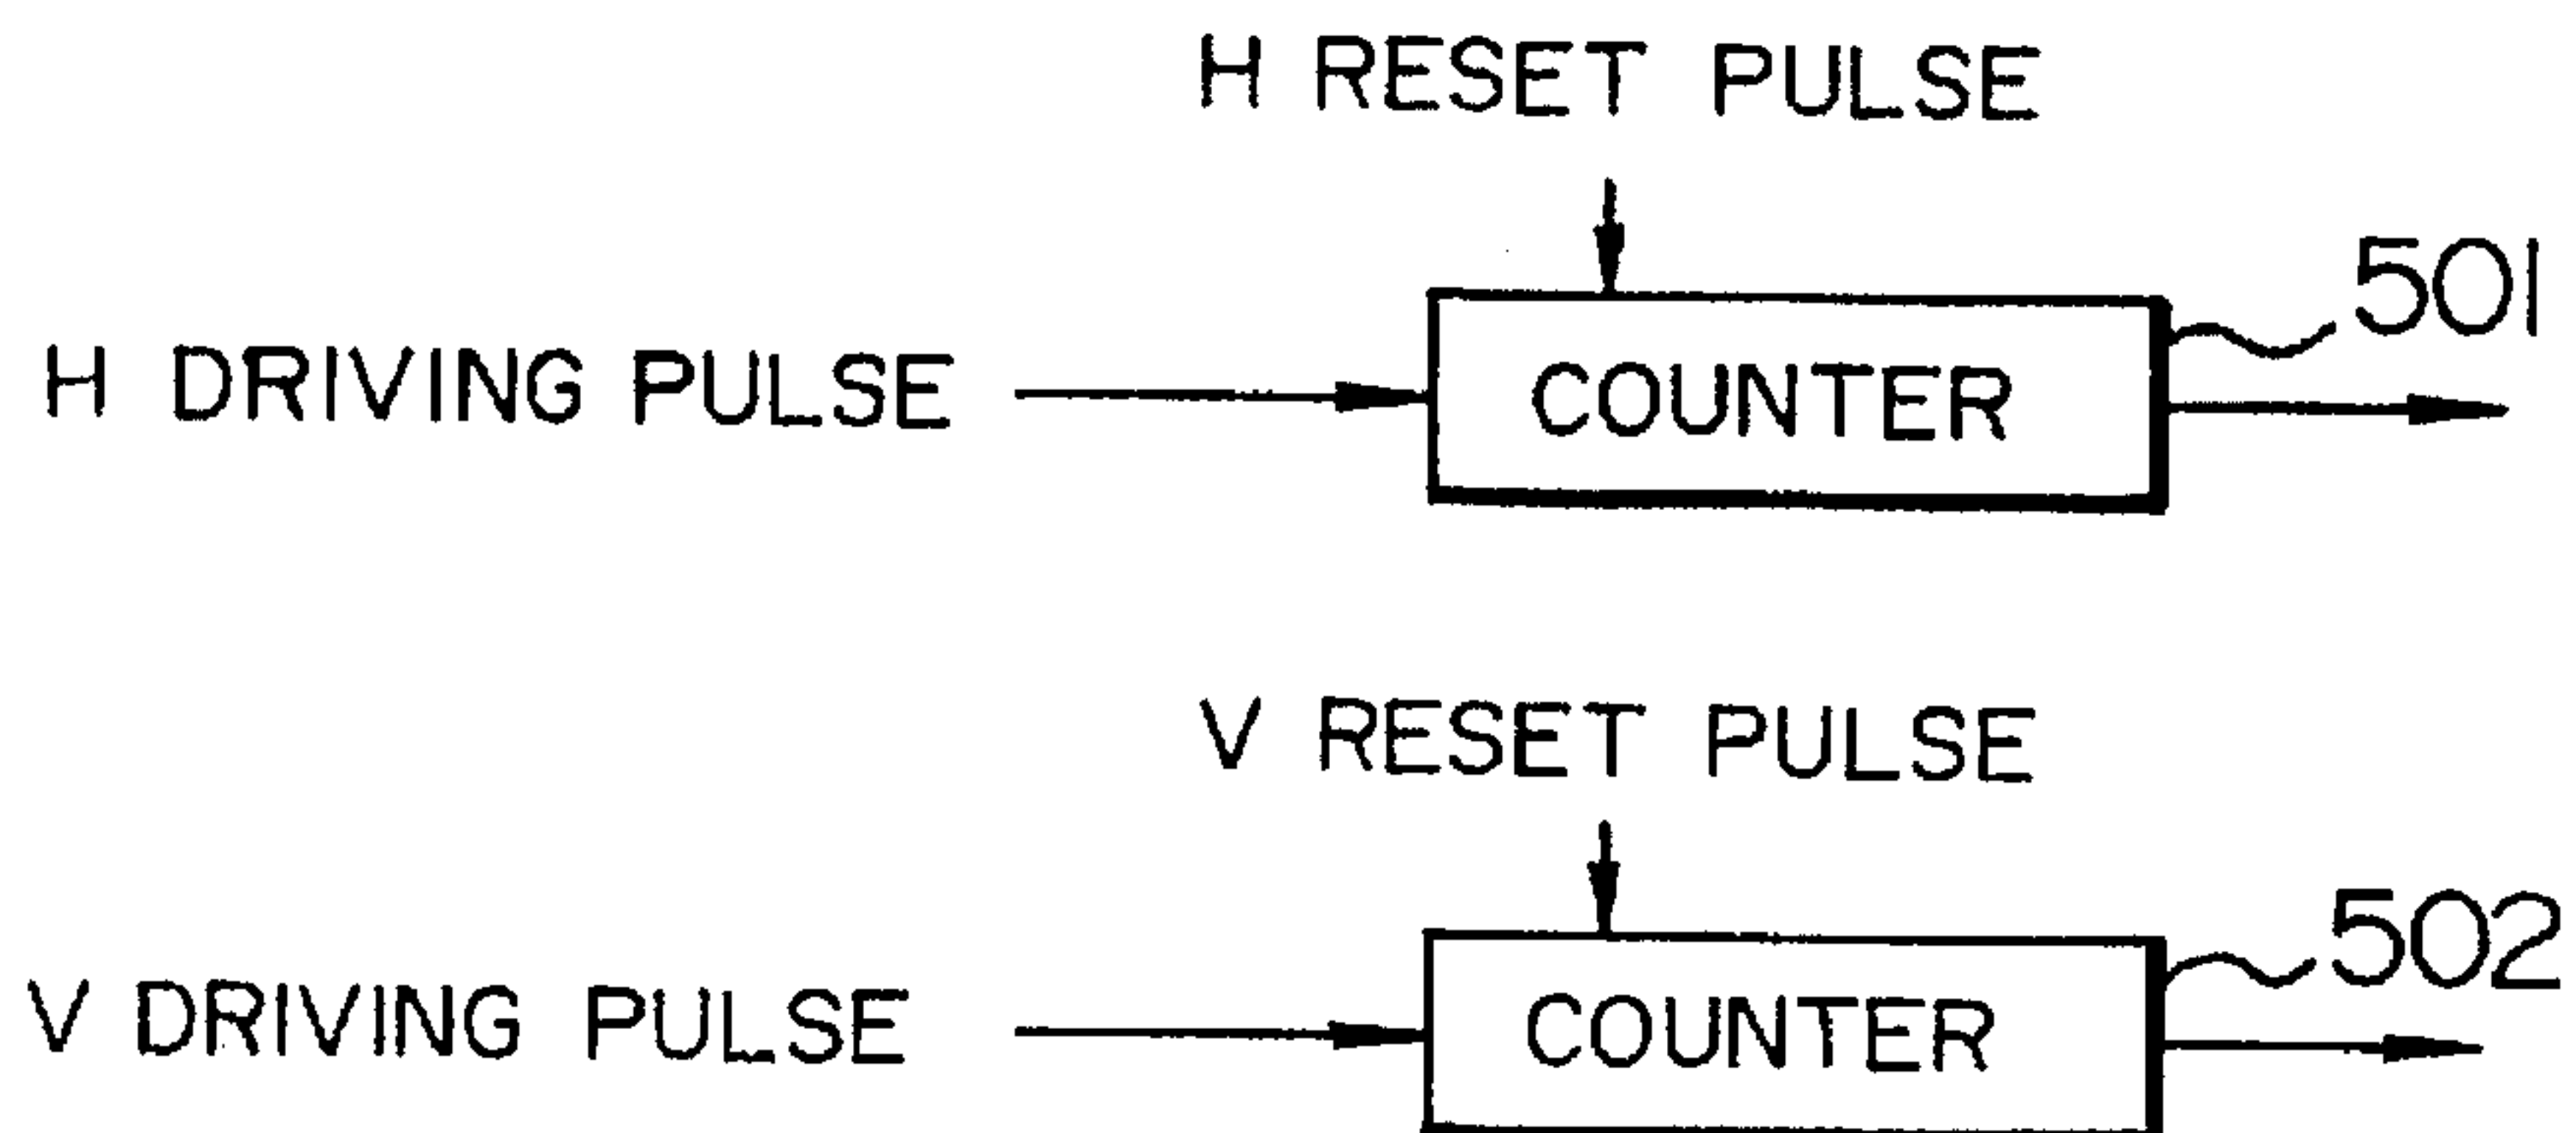 H RESET PULSE
501
H DRIVING PULSE
COUNTER
V RESET PULSE
502
V DRIVING PULSE
COUNTER